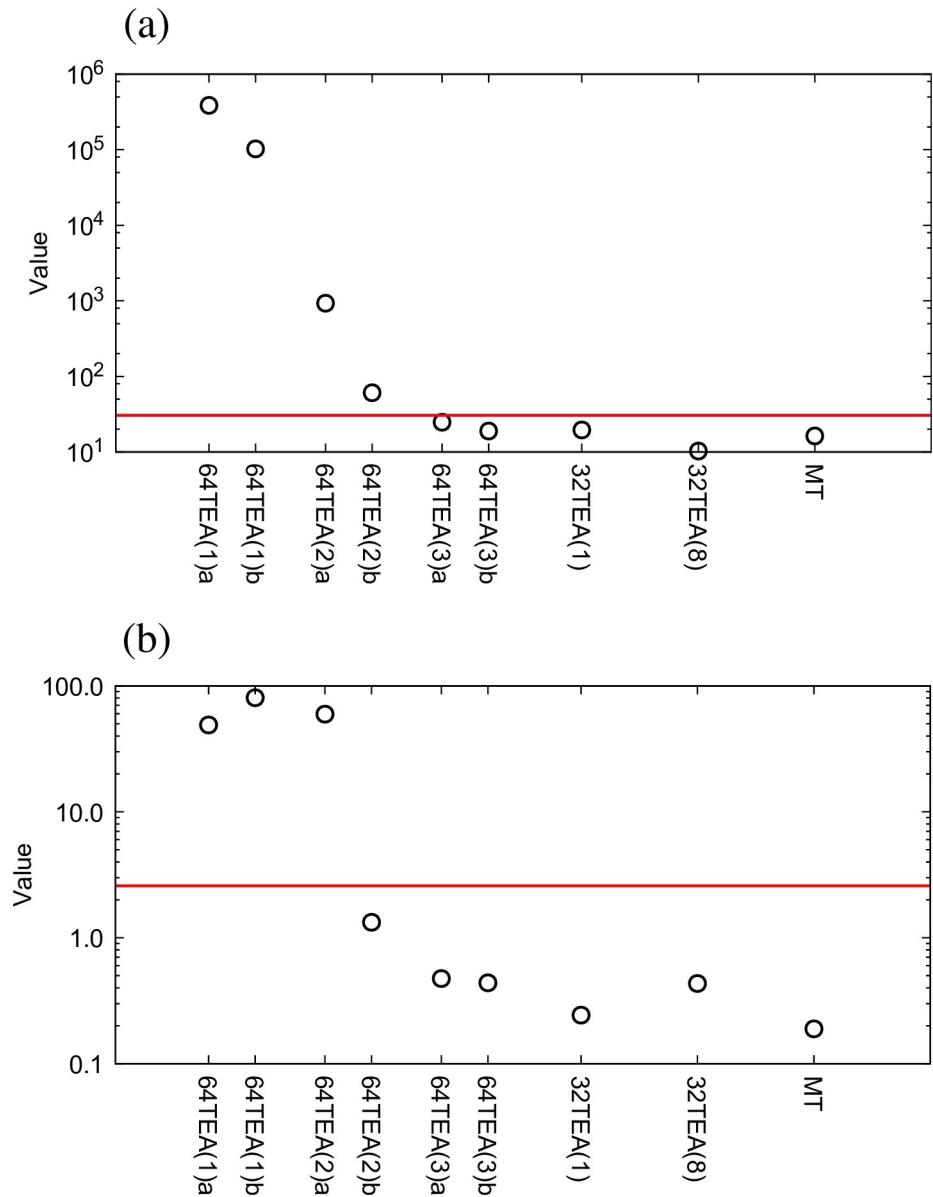 (a)
10^6
10^5
10^4
10^3
10^2
10^1
Value
64TEA(1)a
64TEA(1)b
64TEA(2)a
64TEA(2)b
64TEA(3)a
64TEA(3)b
32TEA(1)
32TEA(8)
MT
(b)
100.0
10.0
1.0
0.1
Value
64TEA(1)a
64TEA(1)b
64TEA(2)a
64TEA(2)b
64TEA(3)a
64TEA(3)b
32TEA(1)
32TEA(8)
MT